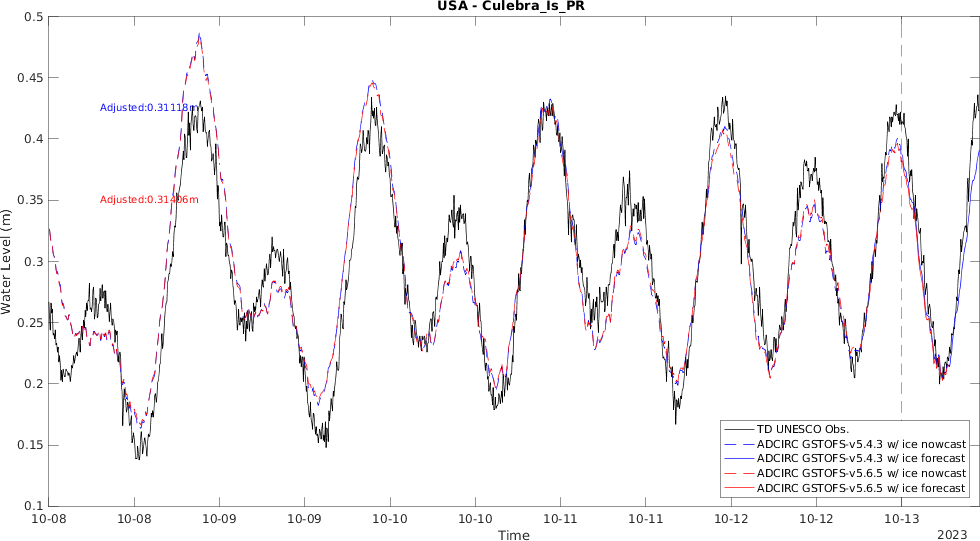 USA - Culebra_Is_PR
0.5
0.45
0.4
0.35
0.3
0.25
0.2
0.15
0.1
Water Level (m)
Adjusted:0.31118m
Adjusted:0.31406m
TD UNESCO Obs.
ADCIRC GSTOFS-v5.4.3 w/ ice nowcast
ADCIRC GSTOFS-v5.4.3 w/ ice forecast
ADCIRC GSTOFS-v5.6.5 w/ ice nowcast
ADCIRC GSTOFS-v5.6.5 w/ ice forecast
10-08 10-08 10-09 10-09 10-10 10-10 10-11 10-11 10-12 10-12 10-13
Time
2023